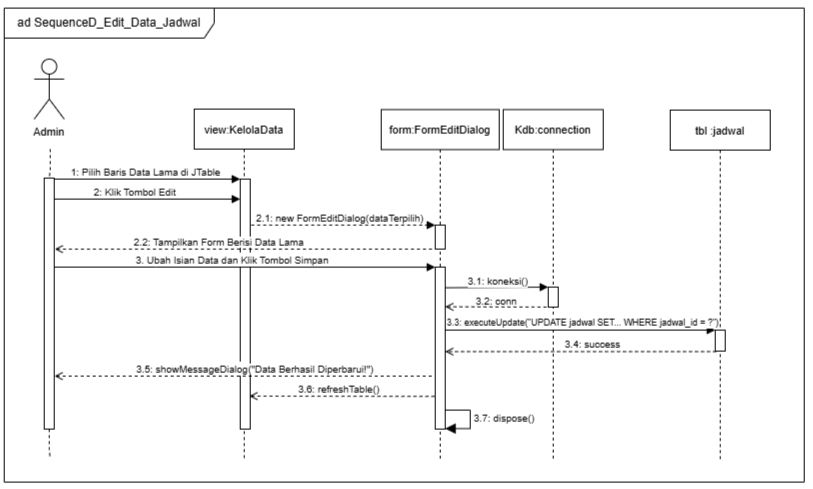 ad SequenceD_Edit_Data_Jadwal
Admin
view:KelolaData
form:FormEditDialog
Kdb:connection
tbl :jadwal
1: Pilih Baris Data Lama di JTable
2: Klik Tombol Edit
2.1: new FormEditDialog(dataTerpilih)
2.2: Tampilkan Form Berisi Data Lama
3. Ubah Isian Data dan Klik Tombol Simpan
3.1: koneksi()
3.2: conn
3.3: executeUpdate("UPDATE jadwal SET... WHERE jadwal_id = ?")
3.4: success
3.5: showMessageDialog("Data Berhasil Diperbarui!")
3.6: refreshTable()
3.7: dispose()